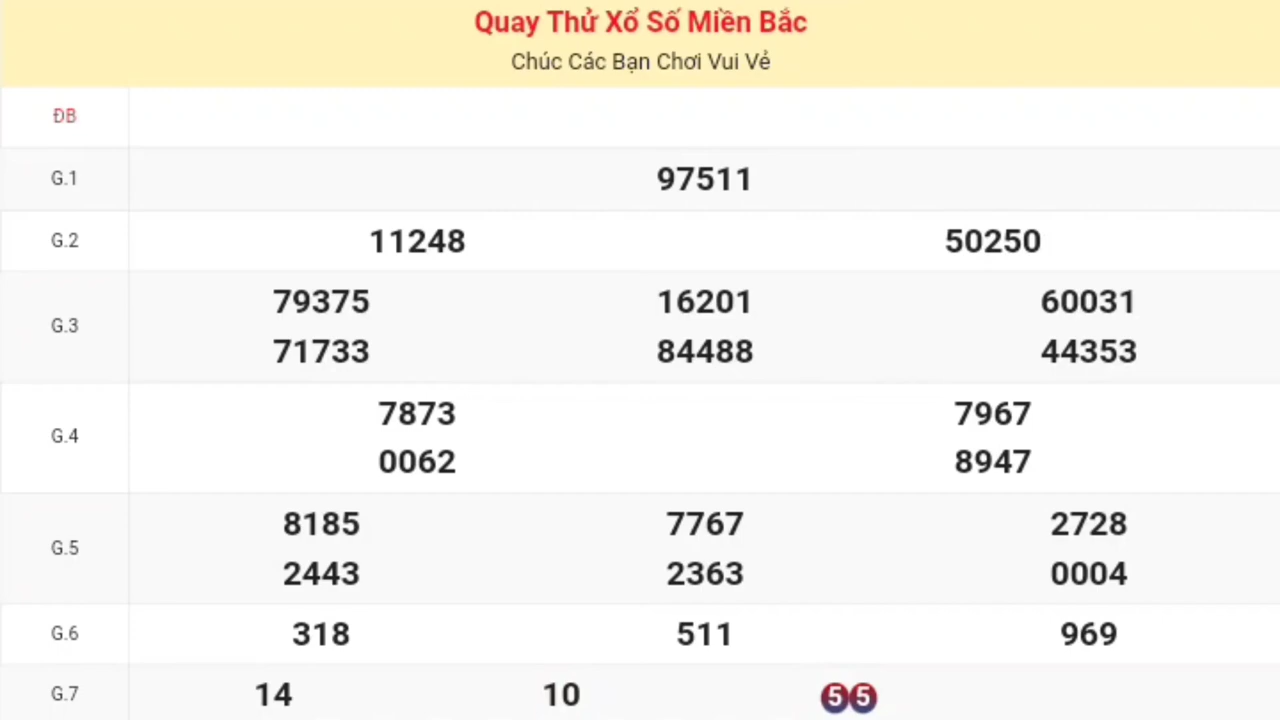 Quay Thử Xổ Số Miền Bắc
Chúc Các Bạn Chơi Vui Vẻ
ĐB
G.1 97511
G.2 11248 50250
G.3 79375 16201 60031
71733 84488 44353
G.4 7873 7967
0062 8947
G.5 8185 7767 2728
2443 2363 0004
G.6 318 511 969
G.7 14 10 55